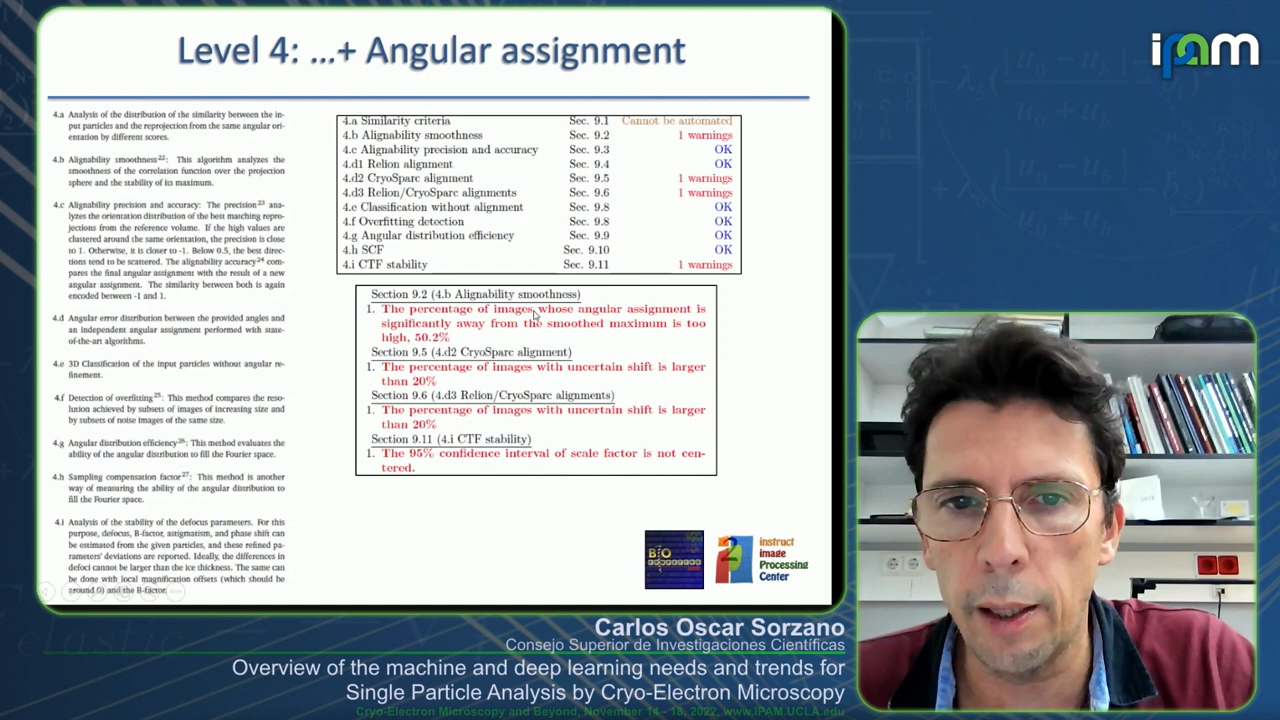 Level 4: ...+ Angular assignment
4.a Analysis of the distribution of the similarity between the in-
put particles and the reprojection from the same angular ori-
entation by different scores.
4.b Alignability smoothness22: This algorithm analyzes the
smoothness of the correlation function over the projection
sphere and the stability of its maximum.
4.c Alignability precision and accuracy: The precision23 ana-
lyzes the orientation distribution of the best matching repro-
jections from the reference volume. If the high values are
clustered around the same orientation, the precision is close
to 1. Otherwise, it is closer to -1. Below 0.5, the best direc-
tions tend to be scattered. The alignability accuracy24 com-
pares the final angular assignment with the result of a new
angular assignment. The similarity between both is again
encoded between -1 and 1.
4.d Angular error distribution between the provided angles and
an independent angular assignment performed with state-
of-the-art algorithms.
4.e 3D Classification of the input particles without angular re-
finement.
4.f Detection of overfitting25: This method compares the reso-
lution achieved by subsets of images of increasing size and
by subsets of noise images of the same size.
4.g Angular distribution efficiency26: This method evaluates the
ability of the angular distribution to fill the Fourier space.
4.h Sampling compensation factor27: This method is another
way of measuring the ability of the angular distribution to
fill the Fourier space.
4.i Analysis of the stability of the defocus parameters. For this
purpose, defocus, B-factor, astigmatism, and phase shift can
be estimated from the given particles, and these refined pa-
rameters' deviations are reported. Ideally, the differences in
defoci cannot be larger than the ice thickness. The same can
be done with local magnification offsets (which should be
around 0) and the B-factor.
4.a Similarity criteria Sec. 9.1 Cannot be automated
4.b Alignability smoothness Sec. 9.2 1 warnings
4.c Alignability precision and accuracy Sec. 9.3 OK
4.d1 Relion alignment Sec. 9.4 OK
4.d2 CryoSparc alignment Sec. 9.5 1 warnings
4.d3 Relion/CryoSparc alignments Sec. 9.6 1 warnings
4.e Classification without alignment Sec. 9.8 OK
4.f Overfitting detection Sec. 9.8 OK
4.g Angular distribution efficiency Sec. 9.9 OK
4.h SCF Sec. 9.10 OK
4.i CTF stability Sec. 9.11 1 warnings
Section 9.2 (4.b Alignability smoothness)
1. The percentage of images whose angular assignment is
significantly away from the smoothed maximum is too
high, 50.2%
Section 9.5 (4.d2 CryoSparc alignment)
1. The percentage of images with uncertain shift is larger
than 20%
Section 9.6 (4.d3 Relion/CryoSparc alignments)
1. The percentage of images with uncertain shift is larger
than 20%
Section 9.11 (4.i CTF stability)
1. The 95% confidence interval of scale factor is not cen-
tered.
instruct
image
Processing
Center
ipam
Carlos Oscar Sorzano
Consejo Superior de Investigaciones Científicas
Overview of the machine and deep learning needs and trends for
Single Particle Analysis by Cryo-Electron Microscopy
Cryo-Electron Microscopy and Beyond, November 14 - 18, 2022, www.IPAM.UCLA.edu